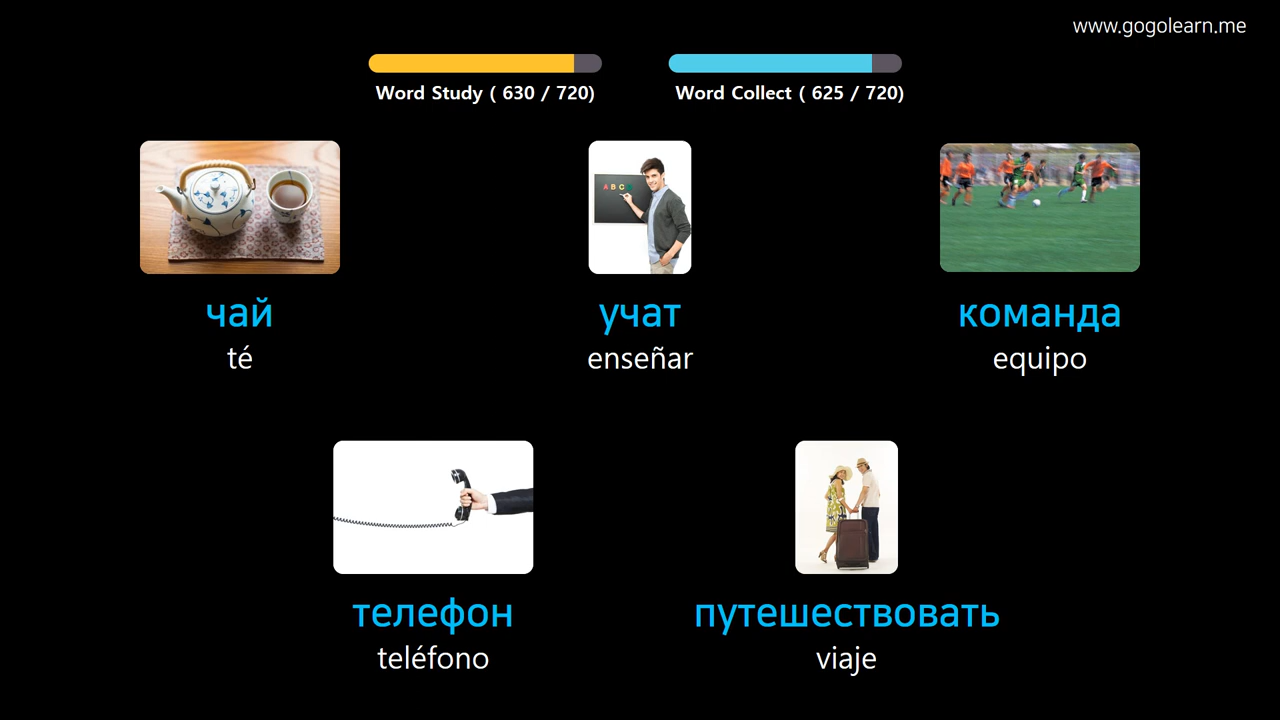 www.gogolearn.me
Word Study ( 630 / 720)
Word Collect ( 625 / 720)
A B C
чай
té
учат
enseñar
команда
equipo
телефон
teléfono
путешествовать
viaje